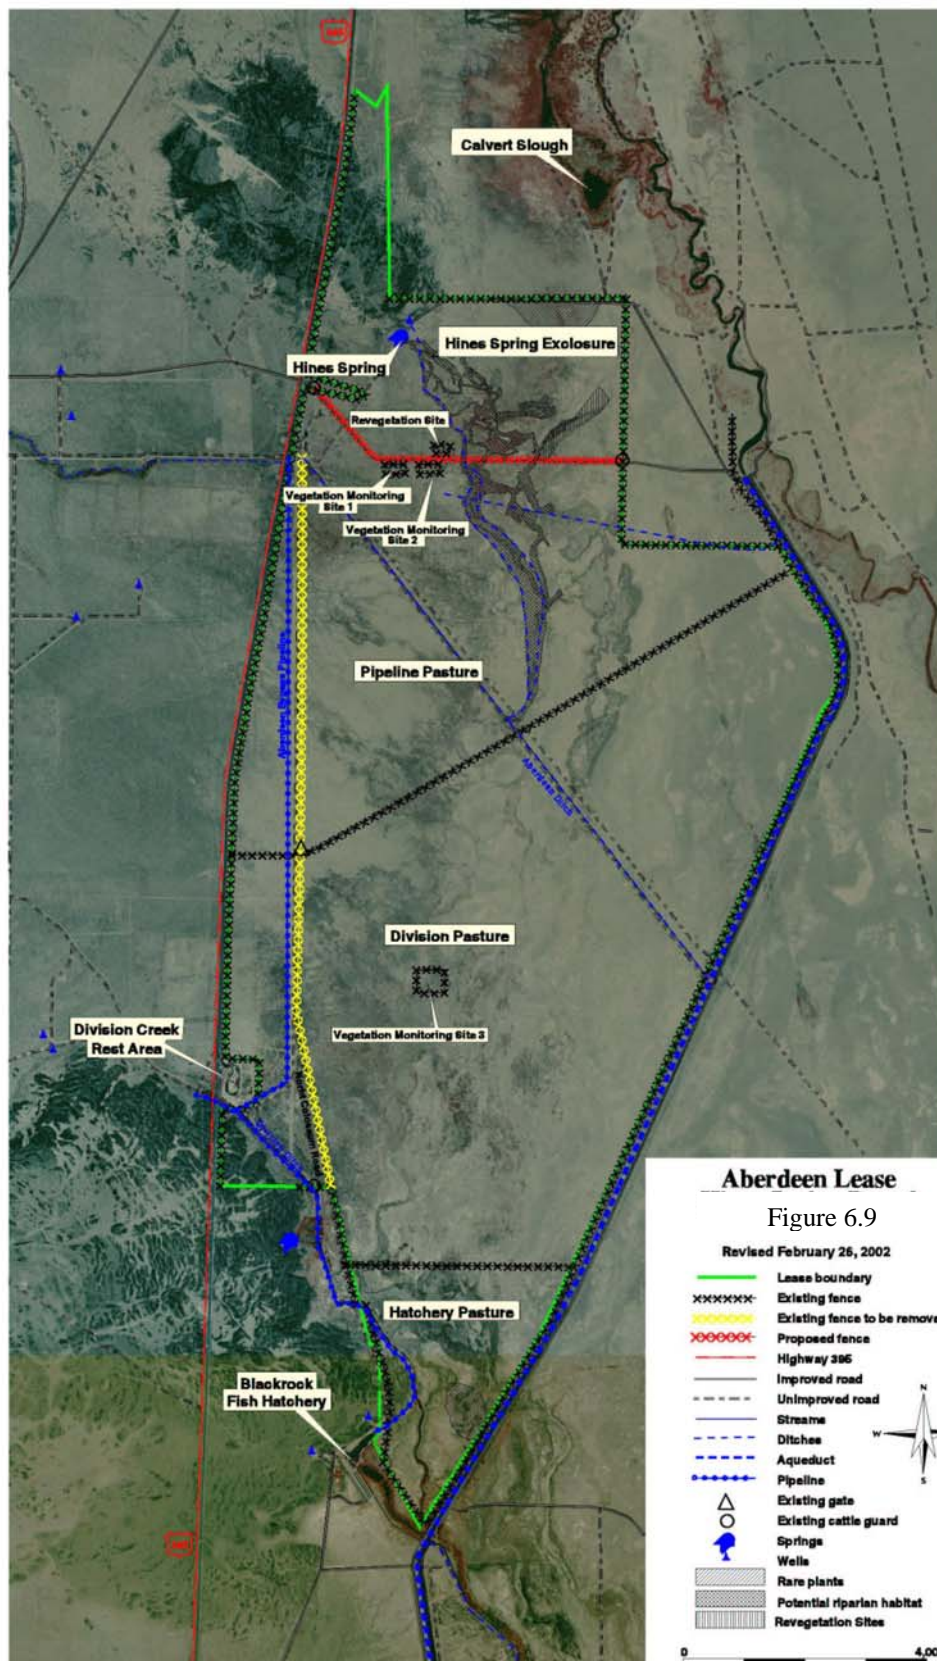 Calvert Slough
Hines Spring Exclosure
Hines Spring
Revegetation Site
Vegetation Monitoring
Site 1
Vegetation Monitoring
Site 2
Pipeline Pasture
Aberdeen Ditch
Division Pasture
Vegetation Monitoring Site 3
Division Creek
Rest Area
Hatchery Pasture
Blackrock
Fish Hatchery
Aberdeen Lease
Figure 6.9
Revised February 26, 2002
Lease boundary
Existing fence
Existing fence to be remove
Proposed fence
Highway 395
Improved road
Unimproved road
Streams
Ditches
Aqueduct
Pipeline
Existing gate
Existing cattle guard
Springs
Wells
Rare plants
Potential riparian habitat
Revegetation Sites
N
W
S
0
4,00